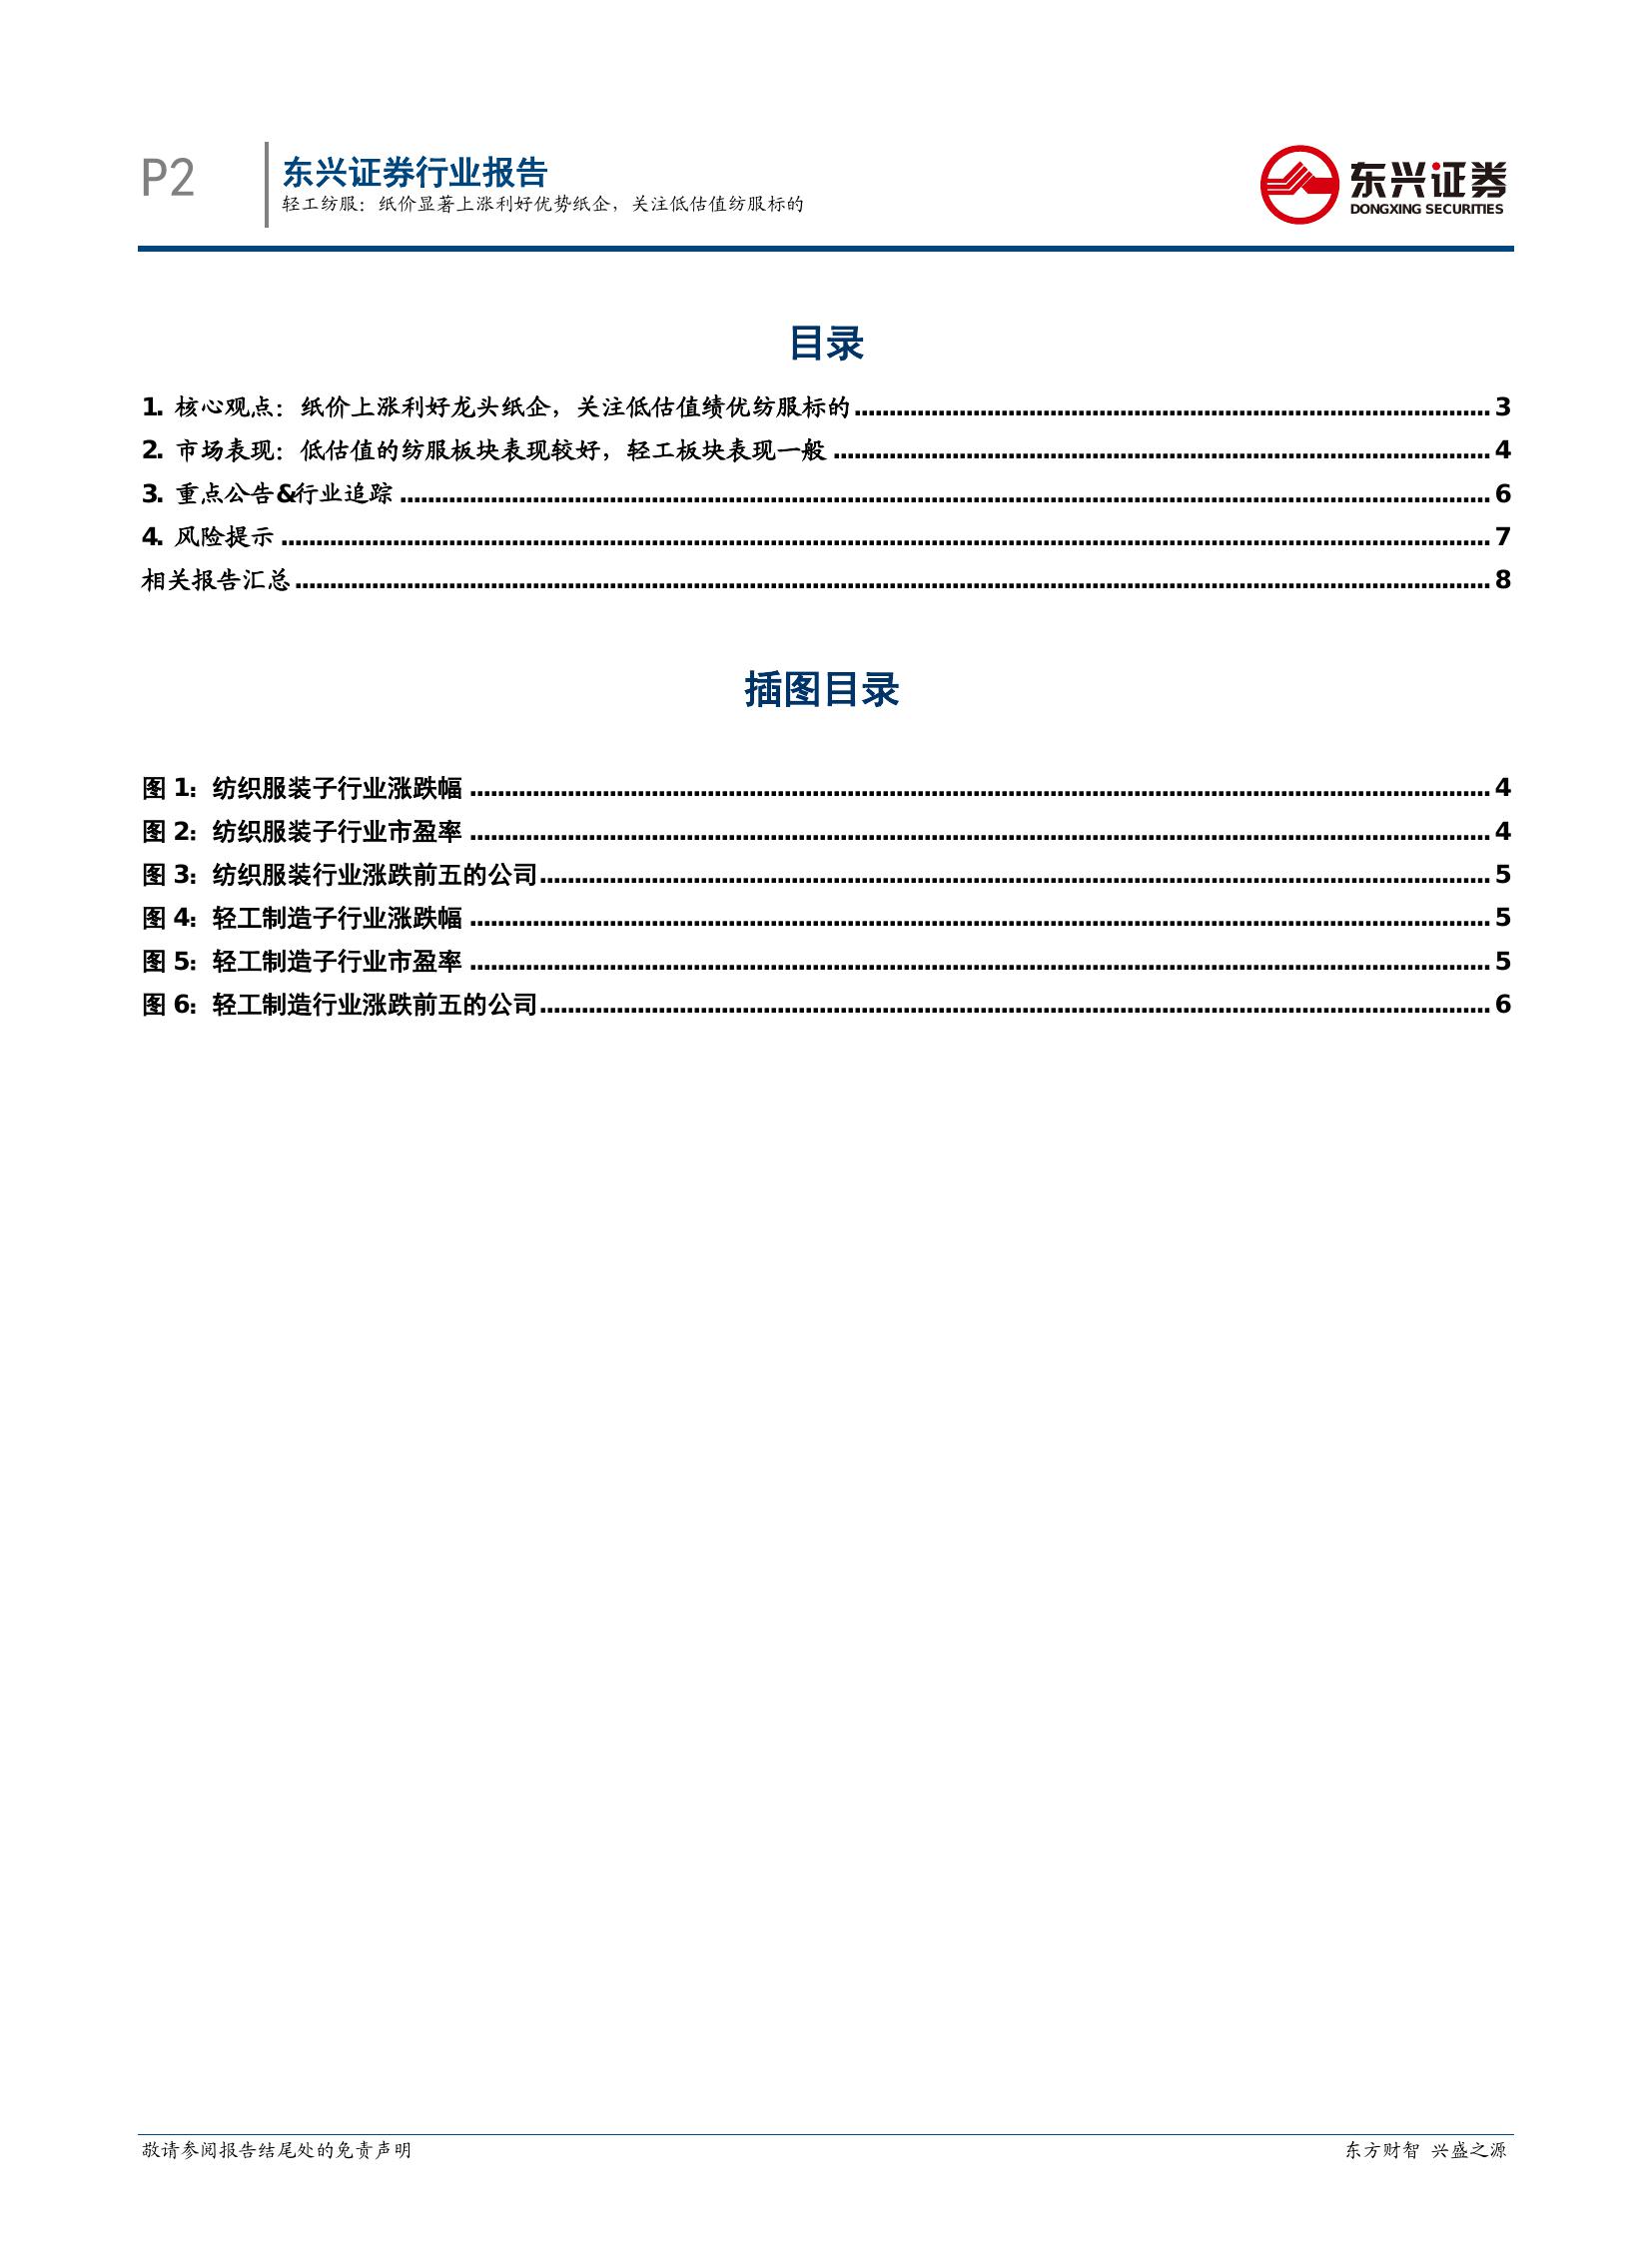 P2
东兴证券行业报告
轻工纺服：纸价显著上涨利好优势纸企，关注低估值纺服标的
东兴证券
DONGXING SECURITIES
目录
1. 核心观点：纸价上涨利好龙头纸企，关注低估值绩优纺服标的 3
2. 市场表现：低估值的纺服板块表现较好，轻工板块表现一般 4
3. 重点公告&行业追踪 6
4. 风险提示 7
相关报告汇总 8
插图目录
图 1：纺织服装子行业涨跌幅 4
图 2：纺织服装子行业市盈率 4
图 3：纺织服装行业涨跌前五的公司 5
图 4：轻工制造子行业涨跌幅 5
图 5：轻工制造子行业市盈率 5
图 6：轻工制造行业涨跌前五的公司 6
敬请参阅报告结尾处的免责声明
东方财智 兴盛之源